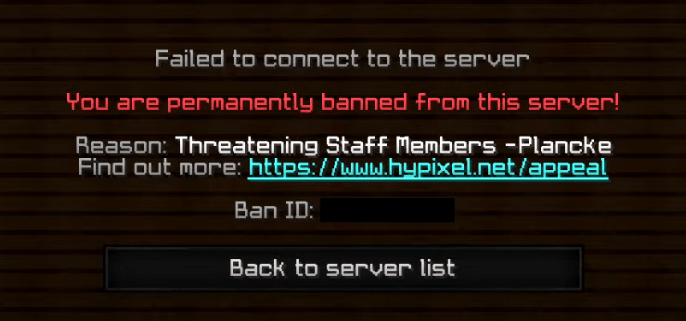 Failed to connect to the server
You are permanently banned from this server!
Reason: Threatening Staff Members -Plancke
Find out more: https://www.hypixel.net/appeal
Ban ID:
Back to server list